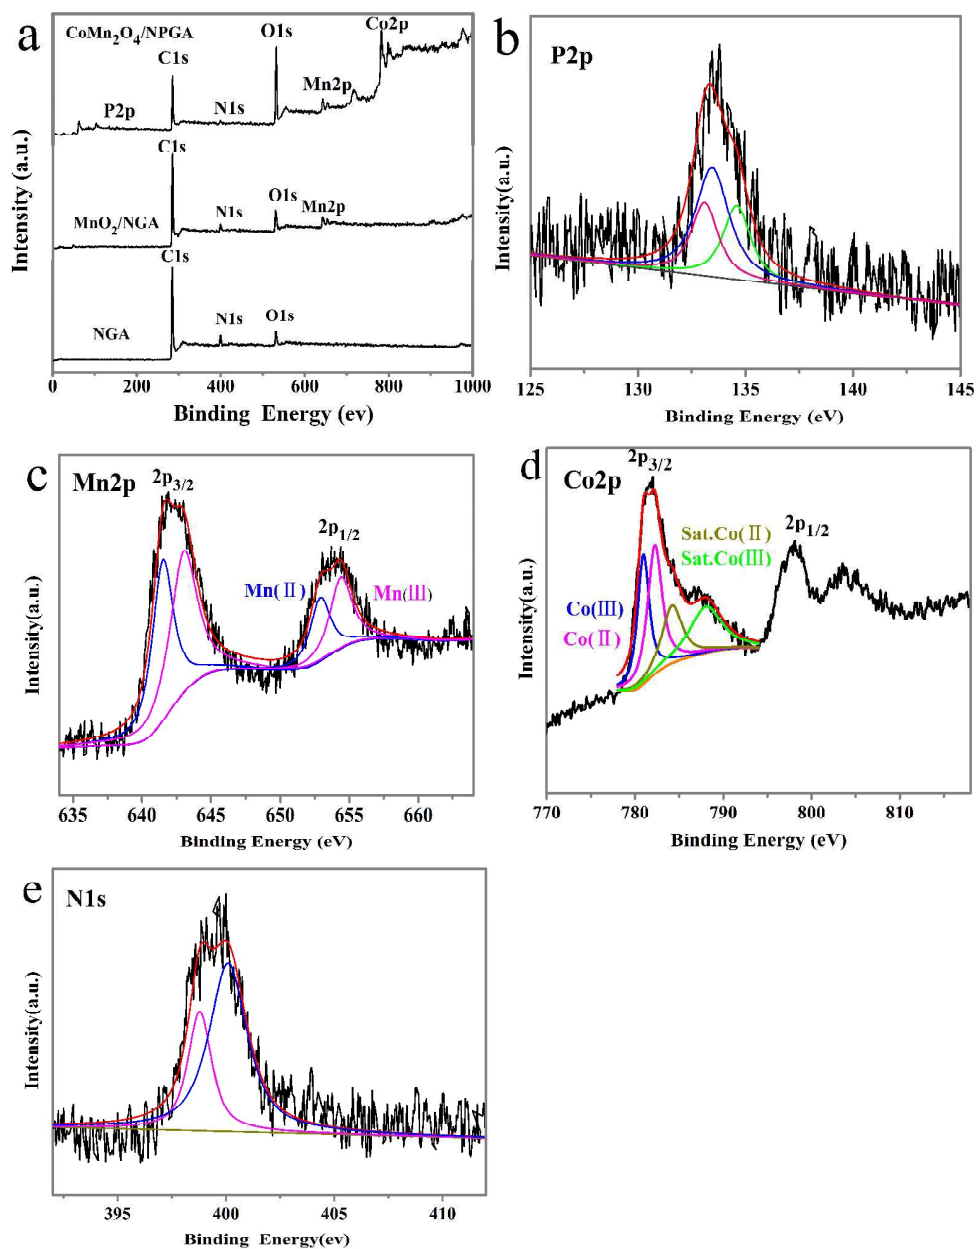 a
CoMn2O4/NPGA
C1s
P2p
N1s
O1s
Mn2p
Co2p
C1s
MnO2/NGA
N1s
O1s
Mn2p
C1s
NGA
N1s
O1s
Intensity (a.u.)
0 200 400 600 800 1000
Binding Energy (ev)
b
P2p
Intensity(a.u.)
125 130 135 140 145
Binding Energy (eV)
c
Mn2p
2p3/2
2p1/2
Mn(Ⅱ)
Mn(Ⅲ)
Intensity(a.u.)
635 640 645 650 655 660
Binding Energy (eV)
d
Co2p
2p3/2
2p1/2
Sat.Co(Ⅱ)
Sat.Co(Ⅲ)
Co(Ⅲ)
Co(Ⅱ)
Intensity(a.u.)
770 780 790 800 810
Binding Energy (eV)
e
N1s
Intensity(a.u.)
395 400 405 410
Binding Energy(ev)